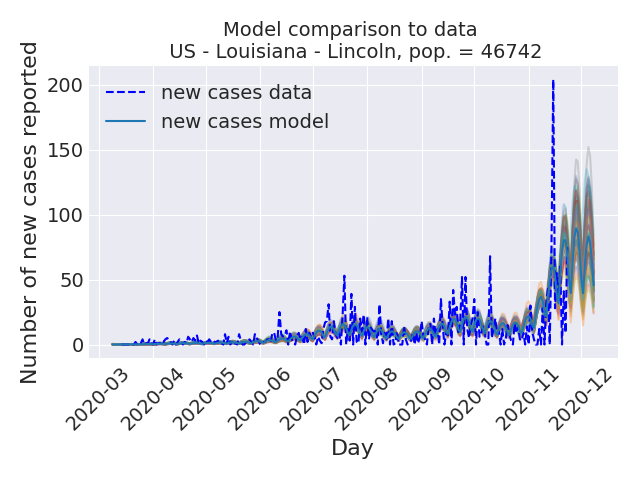 Model comparison to data
US - Louisiana - Lincoln, pop. = 46742
Number of new cases reported
200
150
100
50
0
new cases data
new cases model
2020-03
2020-04
2020-05
2020-06
2020-07
2020-08
2020-09
2020-10
2020-11
2020-12
Day